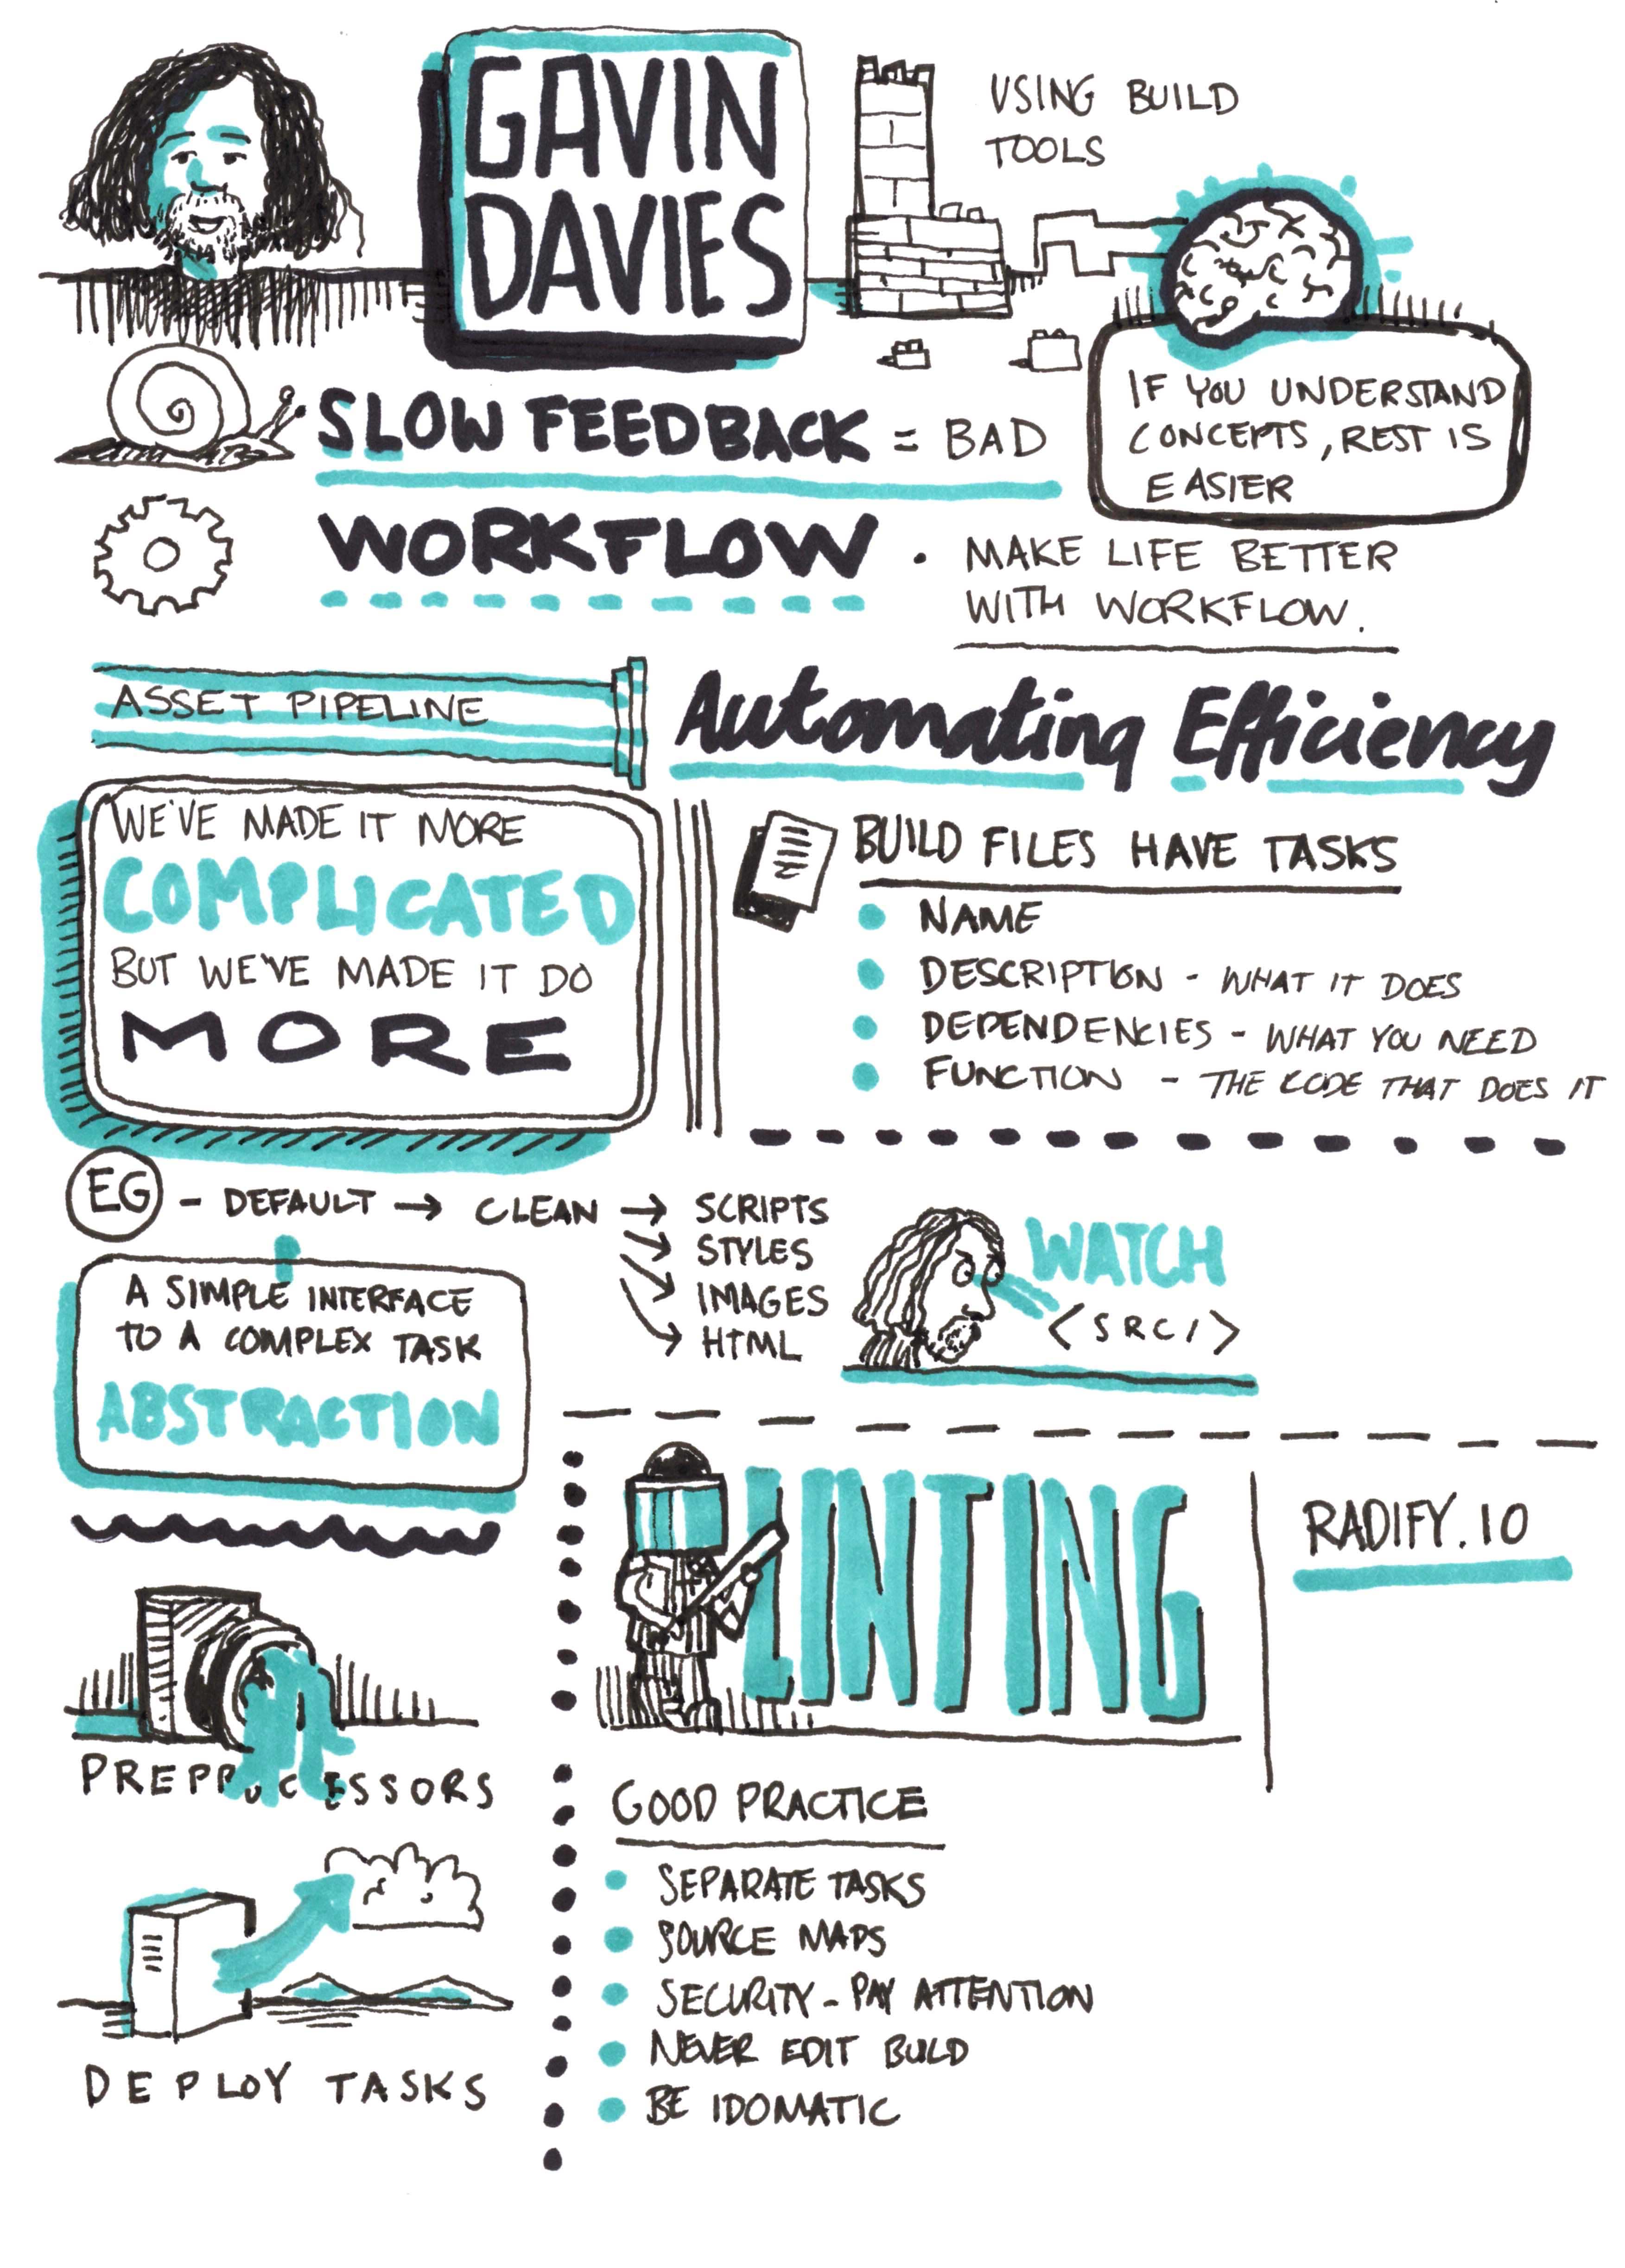 GAVIN
DAVIES
USING BUILD
TOOLS
IF YOU UNDERSTAND
CONCEPTS, REST IS
EASIER
SLOW FEEDBACK = BAD
WORKFLOW . MAKE LIFE BETTER
WITH WORKFLOW.
ASSET PIPELINE
Automating Efficiency
WE'VE MADE IT MORE
COMPLICATED
BUT WE'VE MADE IT DO
MORE
BUILD FILES HAVE TASKS
NAME
DESCRIPTION - WHAT IT DOES
DEPENDENCIES - WHAT YOU NEED
FUNCTION - THE CODE THAT DOES IT
EG - DEFAULT → CLEAN → SCRIPTS
STYLES
IMAGES
HTML
A SIMPLE INTERFACE
TO A COMPLEX TASK
ABSTRACTION
WATCH
<SRC/>
LINTING
RADIFY.IO
PREPROCESSORS
DEPLOY TASKS
GOOD PRACTICE
SEPARATE TASKS
SOURCE MAPS
SECURITY - PAY ATTENTION
NEVER EDIT BUILD
BE IDOMATIC